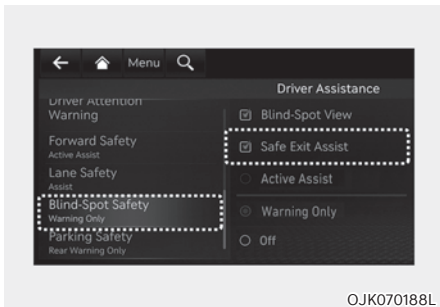 Menu
Driver Assistance
Driver Attention
Warning
Forward Safety
Active Assist
Lane Safety
Assist
Blind-Spot Safety
Warning Only
Parking Safety
Rear Warning Only
Blind-Spot View
Safe Exit Assist
Active Assist
Warning Only
Off
OJK070188L